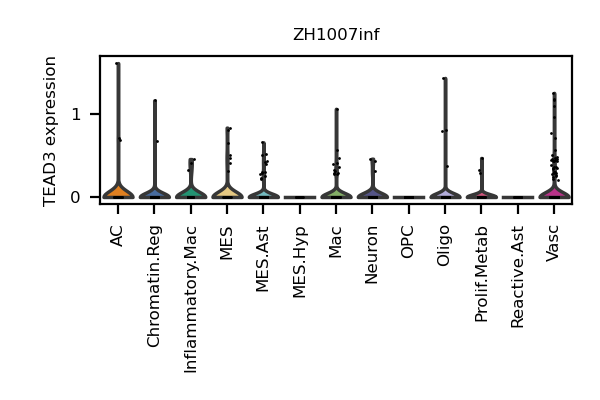 ZH1007inf
TEAD3 expression
1
0
AC
Chromatin.Reg
Inflammatory.Mac
MES
MES.Ast
MES.Hyp
Mac
Neuron
OPC
Oligo
Prolif.Metab
Reactive.Ast
Vasc